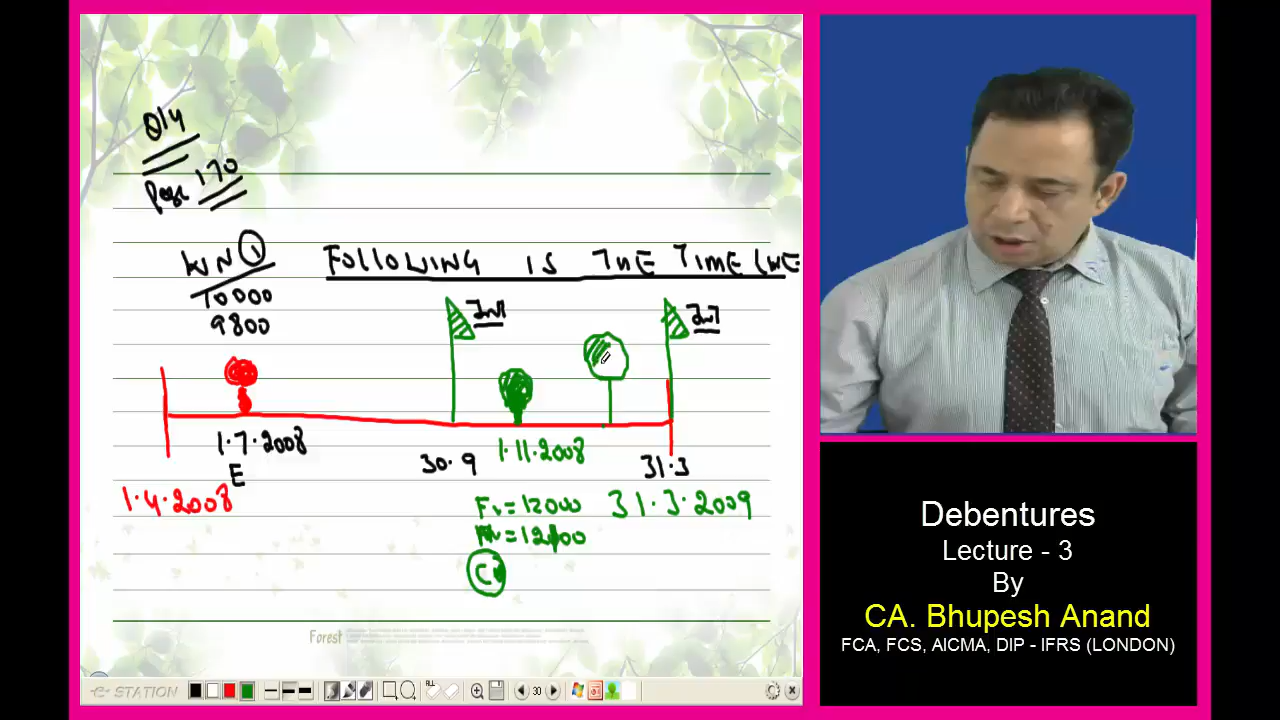 Q14
Page 170
WN 1
FOLLOWING IS THE TIME LINE
10000
9800
Int
Int
1.7.2008
E
30.9
1.11.2008
31.3
1.4.2008
31.3.2009
FV = 12000
= 12100
Forest
e-STATION
30
Debentures
Lecture - 3
By
CA. Bhupesh Anand
FCA, FCS, AICMA, DIP - IFRS (LONDON)